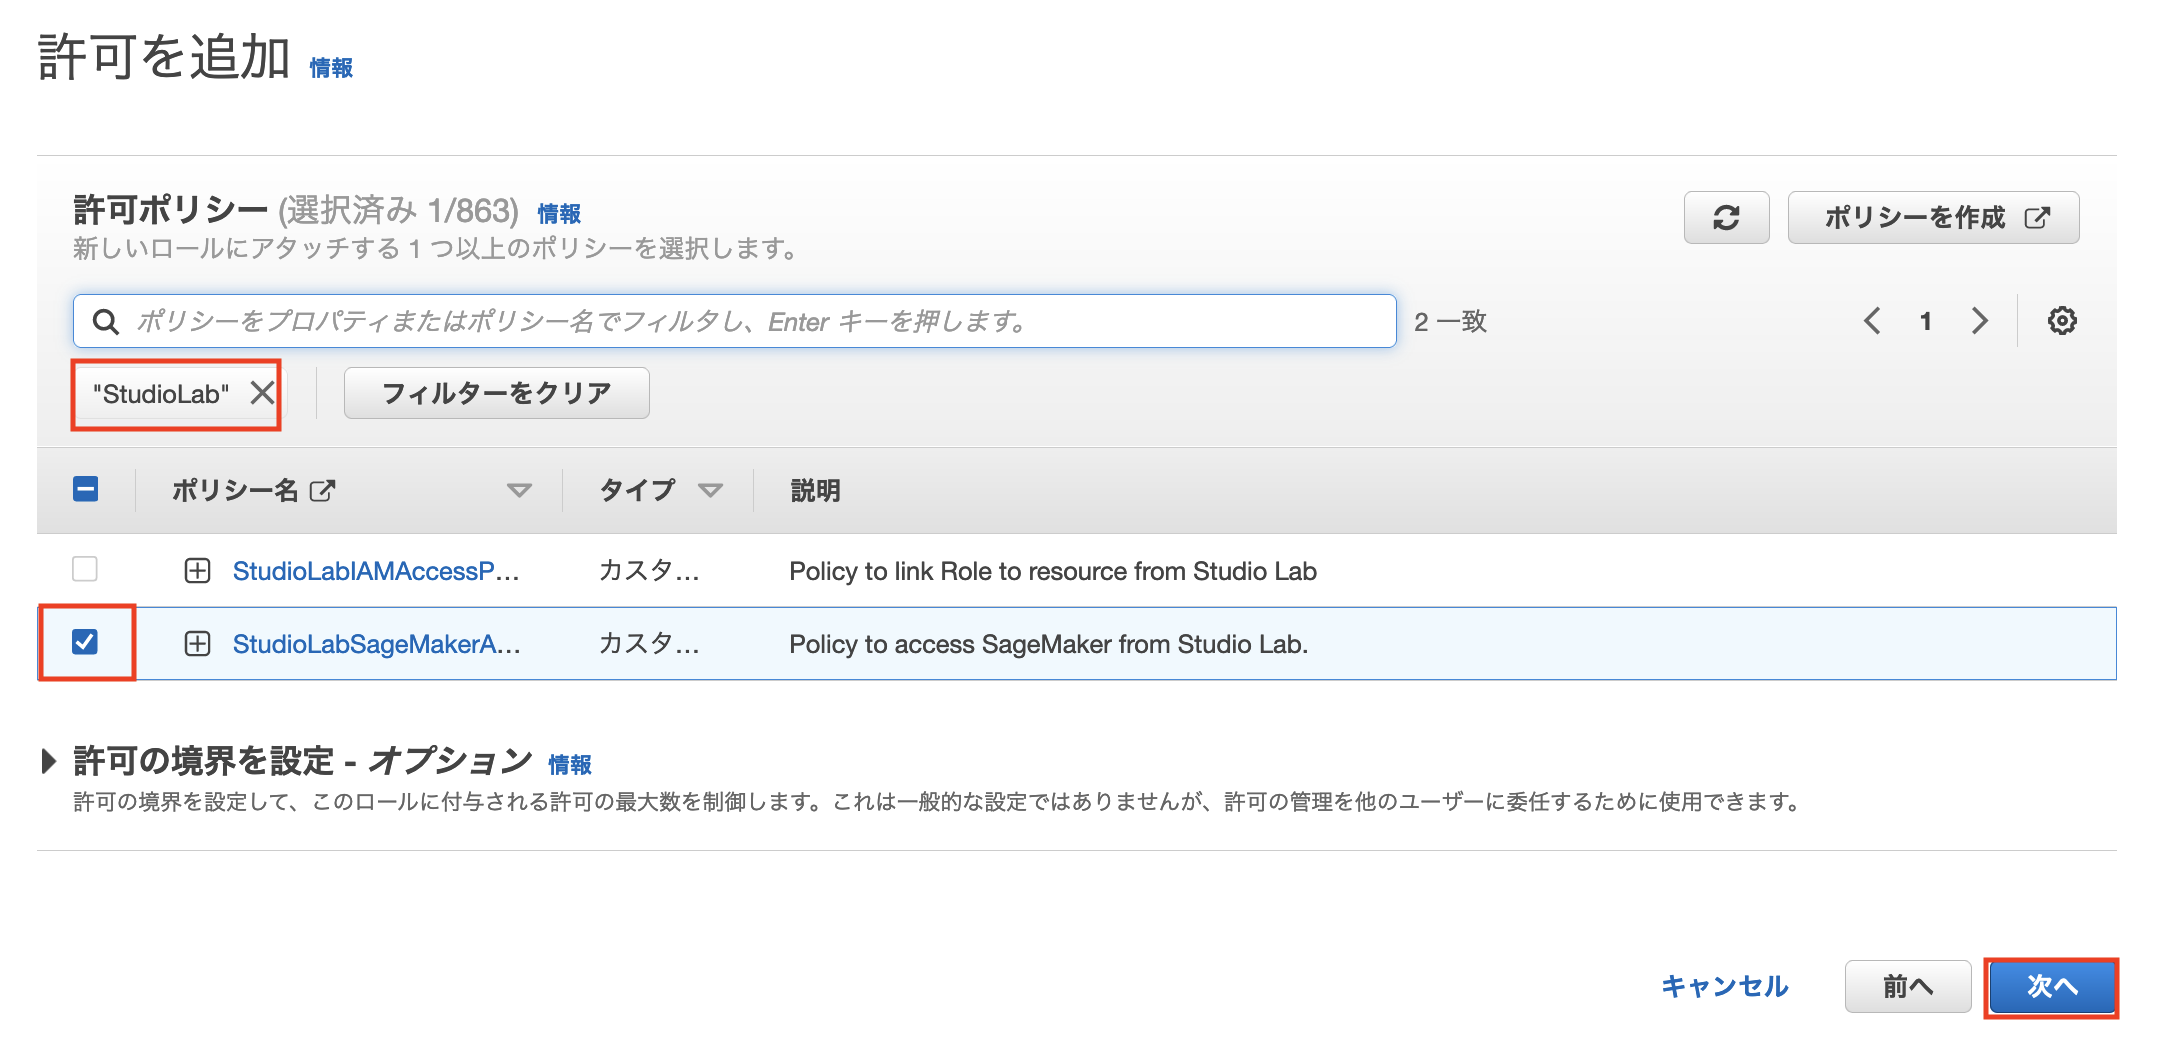 許可を追加 情報
許可ポリシー (選択済み 1/863) 情報
新しいロールにアタッチする 1 つ以上のポリシーを選択します。
ポリシーを作成
ポリシーをプロパティまたはポリシー名でフィルタし、Enter キーを押します。
2 一致
1
"StudioLab"
フィルターをクリア
ポリシー名 タイプ 説明
StudioLabIAMAccessP... カスタ... Policy to link Role to resource from Studio Lab
StudioLabSageMakerA... カスタ... Policy to access SageMaker from Studio Lab.
許可の境界を設定 - オプション 情報
許可の境界を設定して、このロールに付与される許可の最大数を制御します。これは一般的な設定ではありませんが、許可の管理を他のユーザーに委任するために使用できます。
キャンセル 前へ 次へ